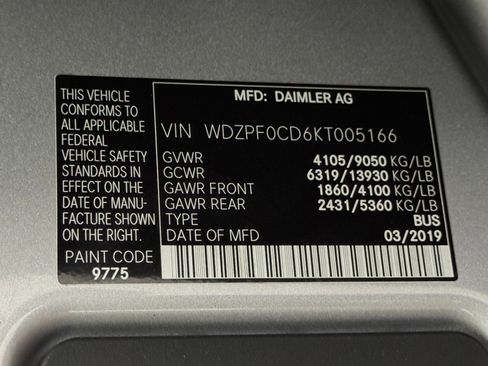 THIS VEHICLE
CONFORMS TO
ALL APPLICABLE
FEDERAL
VEHICLE SAFETY
STANDARDS IN
EFFECT ON THE
DATE OF MANU-
FACTURE SHOWN
ON THE RIGHT.
PAINT CODE
9775
MFD: DAIMLER AG
VIN WDZPF0CD6KT005166
GVWR 4105/9050 KG/LB
GCWR 6319/13930 KG/LB
GAWR FRONT 1860/4100 KG/LB
GAWR REAR 2431/5360 KG/LB
TYPE BUS
DATE OF MFD 03/2019